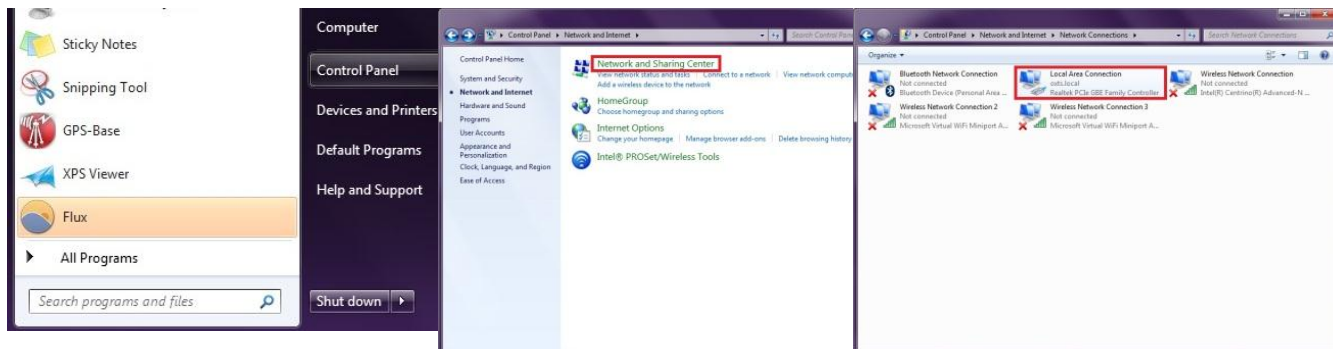 Sticky Notes
Snipping Tool
GPS-Base
XPS Viewer
Flux
All Programs
Search programs and files
Computer
Control Panel
Devices and Printers
Default Programs
Help and Support
Shut down
Control Panel ▸ Network and Internet ▸
Search Control Pan
Control Panel Home
System and Security
Network and Internet
Hardware and Sound
Programs
User Accounts
Appearance and
Personalization
Clock, Language, and Region
Ease of Access
Network and Sharing Center
View network status and tasks | Connect to a network | View network comput
Add a wireless device to the network
HomeGroup
Choose homegroup and sharing options
Internet Options
Change your homepage | Manage browser add-ons | Delete browsing history
Intel® PROSet/Wireless Tools
Control Panel ▸ Network and Internet ▸ Network Connections ▸
Search Network Connections
Organize
Bluetooth Network Connection
Not connected
Bluetooth Device (Personal Area ...
Local Area Connection
oxts.local
Realtek PCIe GBE Family Controller
Wireless Network Connection
Not connected
Intel(R) Centrino(R) Advanced-N ...
Wireless Network Connection 2
Not connected
Microsoft Virtual WiFi Miniport A...
Wireless Network Connection 3
Not connected
Microsoft Virtual WiFi Miniport A...